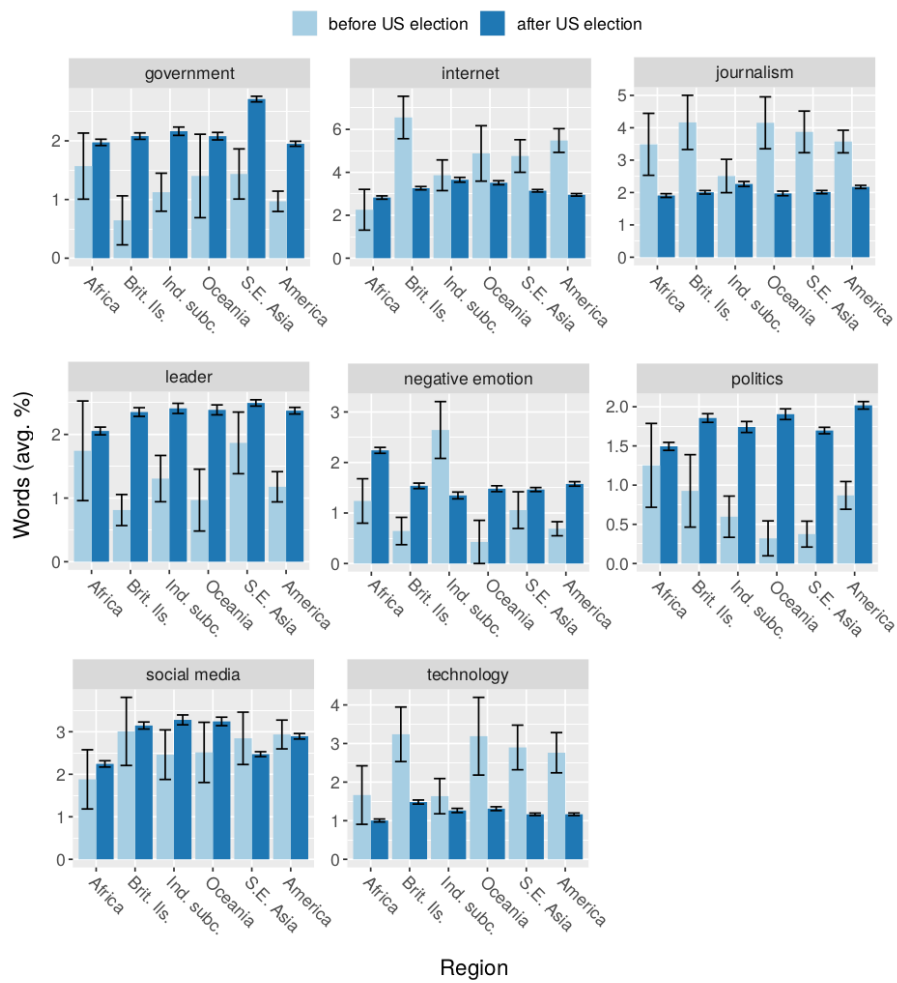 before US election after US election
government internet journalism
0 1 2
0 2 4 6
0 1 2 3 4 5
Africa Brit. Ils. Ind. subc. Oceania S.E. Asia America
Africa Brit. Ils. Ind. subc. Oceania S.E. Asia America
Africa Brit. Ils. Ind. subc. Oceania S.E. Asia America
Words (avg. %)
leader negative emotion politics
0 1 2
0 1 2 3
0.0 0.5 1.0 1.5 2.0
Africa Brit. Ils. Ind. subc. Oceania S.E. Asia America
Africa Brit. Ils. Ind. subc. Oceania S.E. Asia America
Africa Brit. Ils. Ind. subc. Oceania S.E. Asia America
social media technology
0 1 2 3
0 1 2 3 4
Africa Brit. Ils. Ind. subc. Oceania S.E. Asia America
Africa Brit. Ils. Ind. subc. Oceania S.E. Asia America
Region